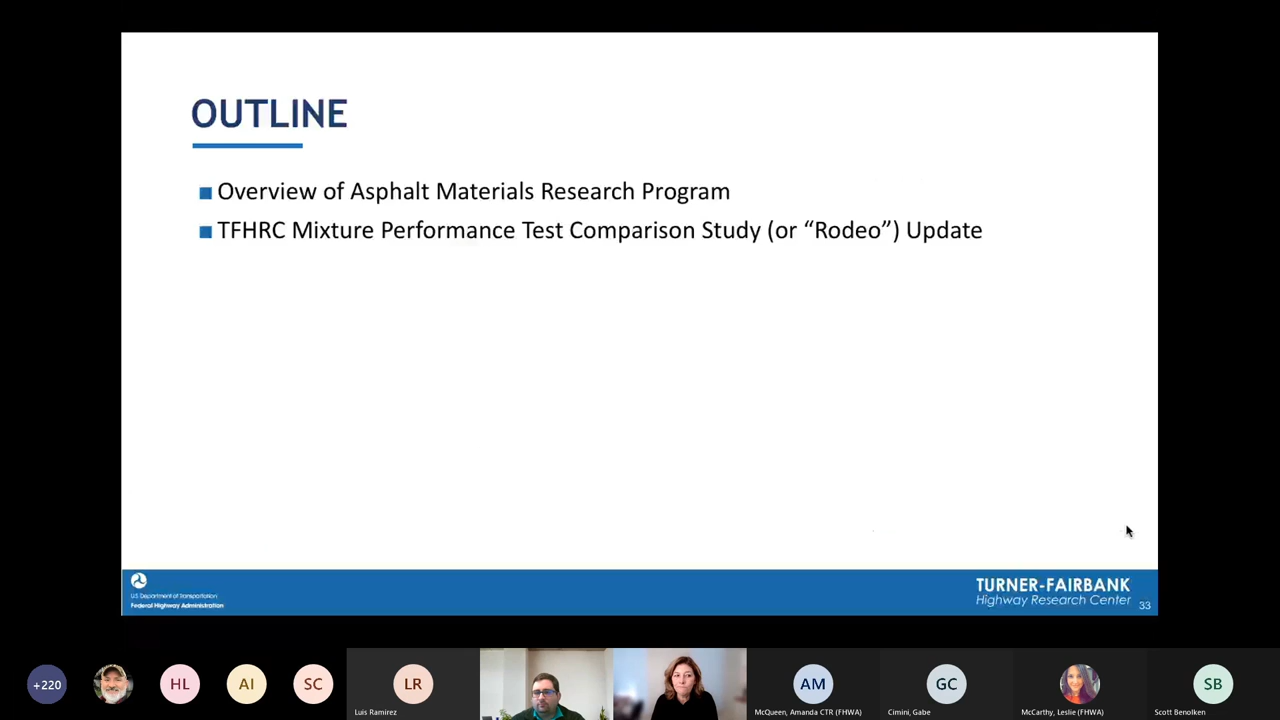 OUTLINE
Overview of Asphalt Materials Research Program
TFHRC Mixture Performance Test Comparison Study (or “Rodeo”) Update
U.S. Department of Transportation
Federal Highway Administration
TURNER-FAIRBANK
Highway Research Center
33
+220
HL
AI
SC
LR
Luis Ramirez
AM
McQueen, Amanda CTR (FHWA)
GC
Cimini, Gabe
McCarthy, Leslie (FHWA)
SB
Scott Benolken